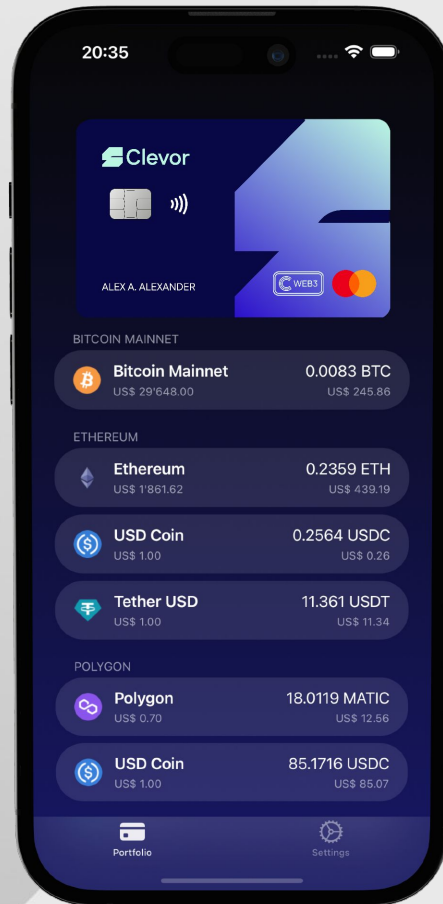 20:35
Clevor
ALEX A. ALEXANDER
WEB3
BITCOIN MAINNET
Bitcoin Mainnet 0.0083 BTC
US$ 29'648.00 US$ 245.86
ETHEREUM
Ethereum 0.2359 ETH
US$ 1'861.62 US$ 439.19
USD Coin 0.2564 USDC
US$ 1.00 US$ 0.26
Tether USD 11.361 USDT
US$ 1.00 US$ 11.34
POLYGON
Polygon 18.0119 MATIC
US$ 0.70 US$ 12.56
USD Coin 85.1716 USDC
US$ 1.00 US$ 85.07
Portfolio Settings